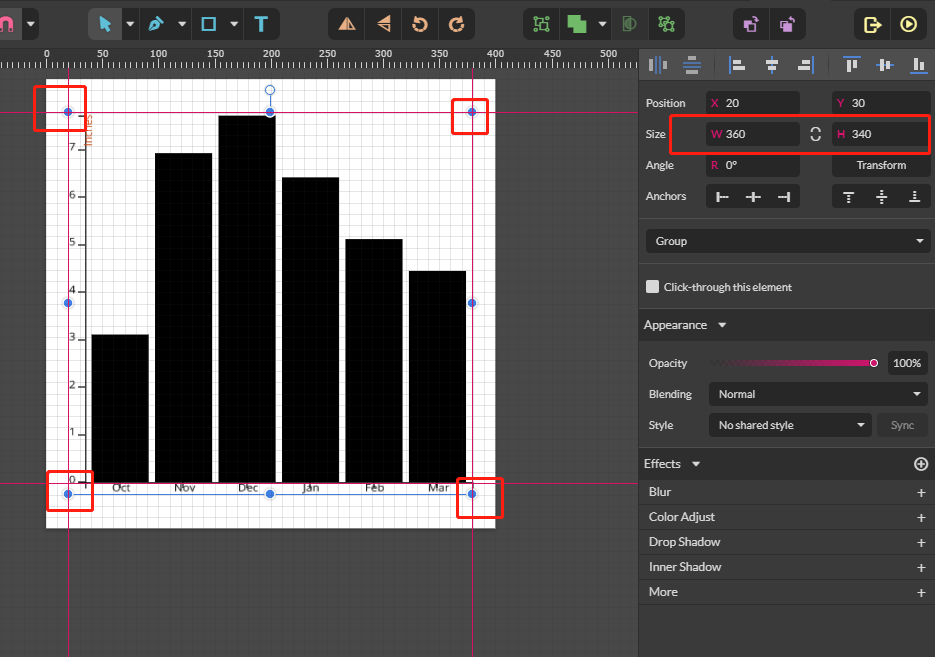 T
0 50 100 150 200 250 300 350 400 450 500
Position X 20 Y 30
Size W 360 H 340
Angle R 0° Transform
Anchors
Group
Click-through this element
Appearance
Opacity 100%
Blending Normal
Style No shared style Sync
Effects
Blur +
Color Adjust +
Drop Shadow +
Inner Shadow +
More +
Inches
7
6
5
4
3
2
1
0
Oct Nov Dec Jan Feb Mar